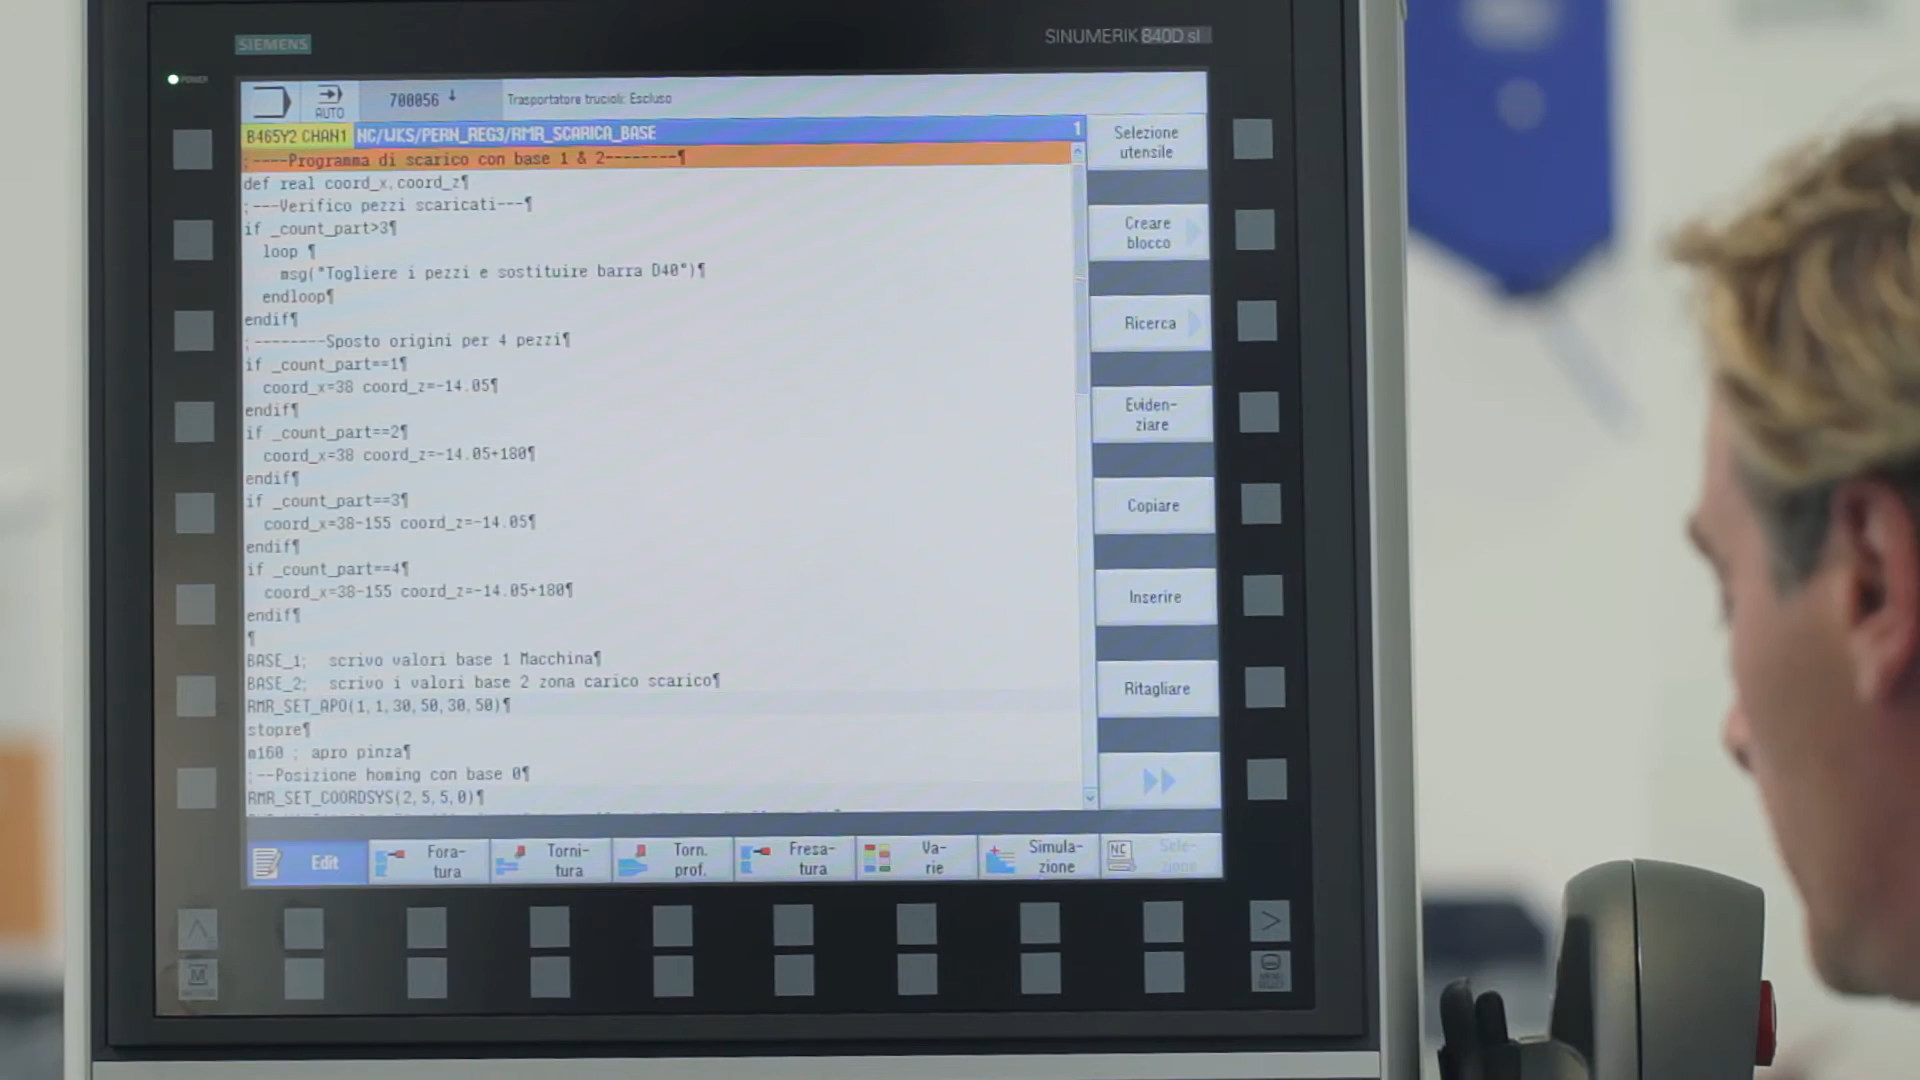 SIEMENS
SINUMERIK 840D sl
POWER
AUTO
700056
Trasportatore trucioli: Escluso
B465Y2 CHAN1 NC/WKS/PERN_REG3/RMR_SCARICA_BASE 1
;----Programma di scarico con base 1 & 2--------¶
def real coord_x,coord_z¶
;---Verifico pezzi scaricati---¶
if _count_part>3¶
loop ¶
msg("Togliere i pezzi e sostituire barra D40")¶
endloop¶
endif¶
;--------Sposto origini per 4 pezzi¶
if _count_part==1¶
coord_x=38 coord_z=-14.05¶
endif¶
if _count_part==2¶
coord_x=38 coord_z=-14.05+180¶
endif¶
if _count_part==3¶
coord_x=38-155 coord_z=-14.05¶
endif¶
if _count_part==4¶
coord_x=38-155 coord_z=-14.05+180¶
endif¶
¶
BASE_1; scrivo valori base 1 Macchina¶
BASE_2; scrivo i valori base 2 zona carico scarico¶
RMR_SET_APO(1,1,30,50,30,50)¶
stopre¶
m160 ; apro pinza¶
;--Posizione homing con base 0¶
RMR_SET_COORDSYS(2,5,5,0)¶
Selezione
utensile
Creare
blocco
Ricerca
Eviden-
ziare
Copiare
Inserire
Ritagliare
Edit
Fora-
tura
Torni-
tura
Torn.
prof.
Fresa-
tura
Va-
rie
Simula-
zione
NC
Sele-
zione
M